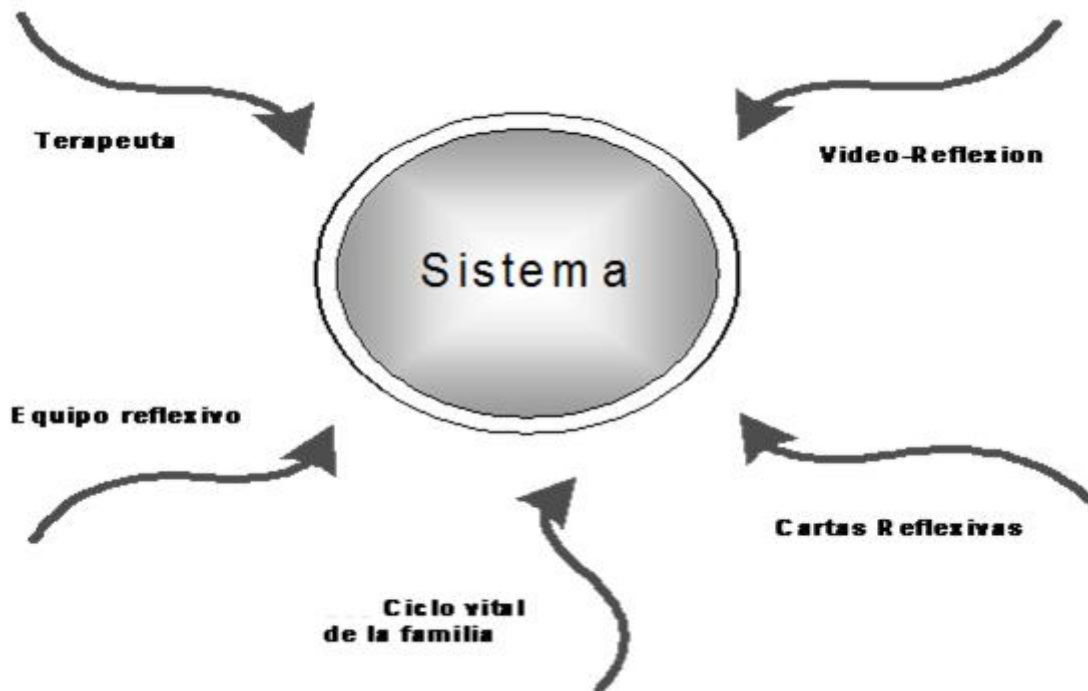 Terapeuta
Video-Reflexion
Sistema
Equipo reflexivo
Cartas Reflexivas
Ciclo vital
de la familia